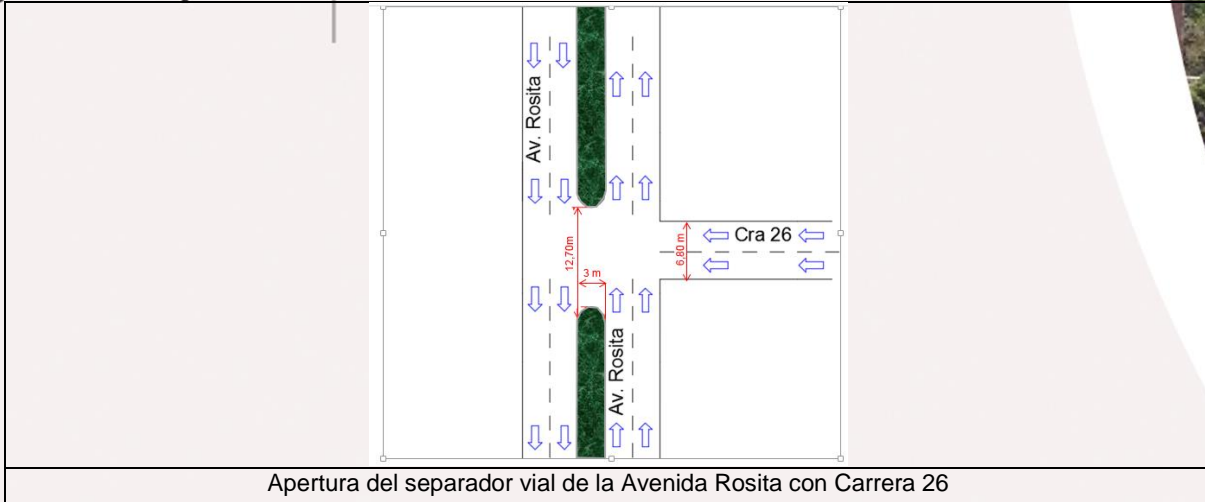 Av. Rosita
12,70m
3 m
6,80 m
Cra 26
Av. Rosita
Apertura del separador vial de la Avenida Rosita con Carrera 26